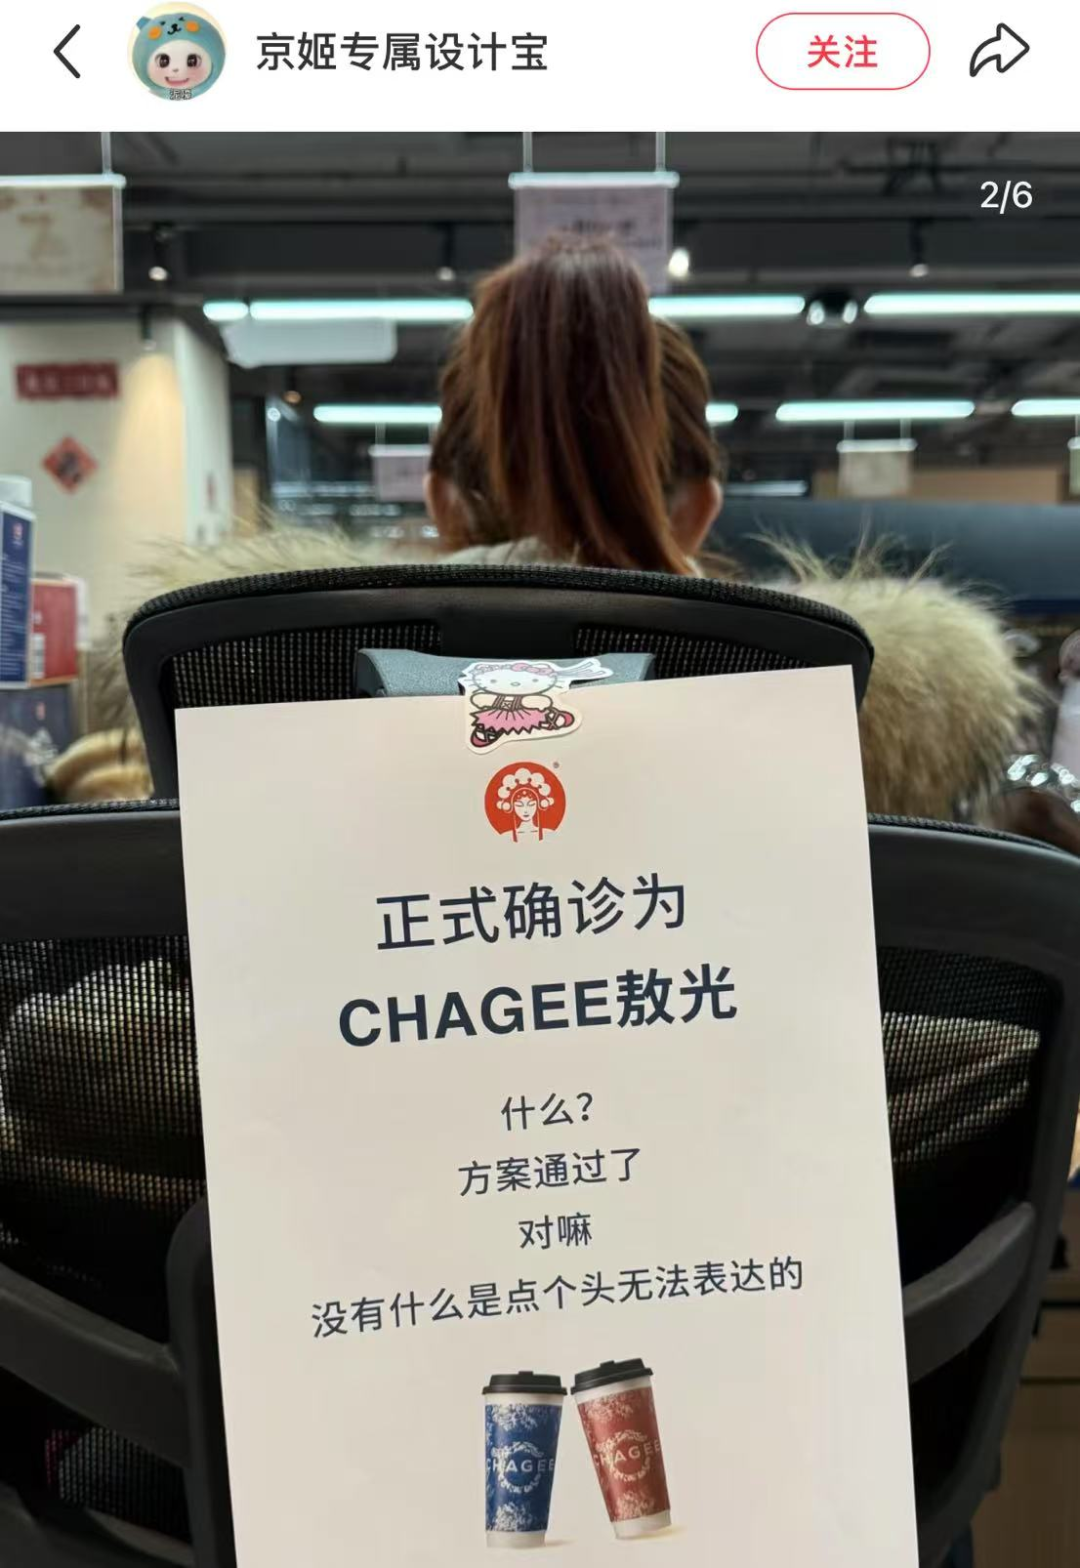 京姬专属设计宝
关注
2/6
正式确诊为
CHAGEE敖光
什么?
方案通过了
对嘛
没有什么是点个头无法表达的
CHAGEE
CHAGEE